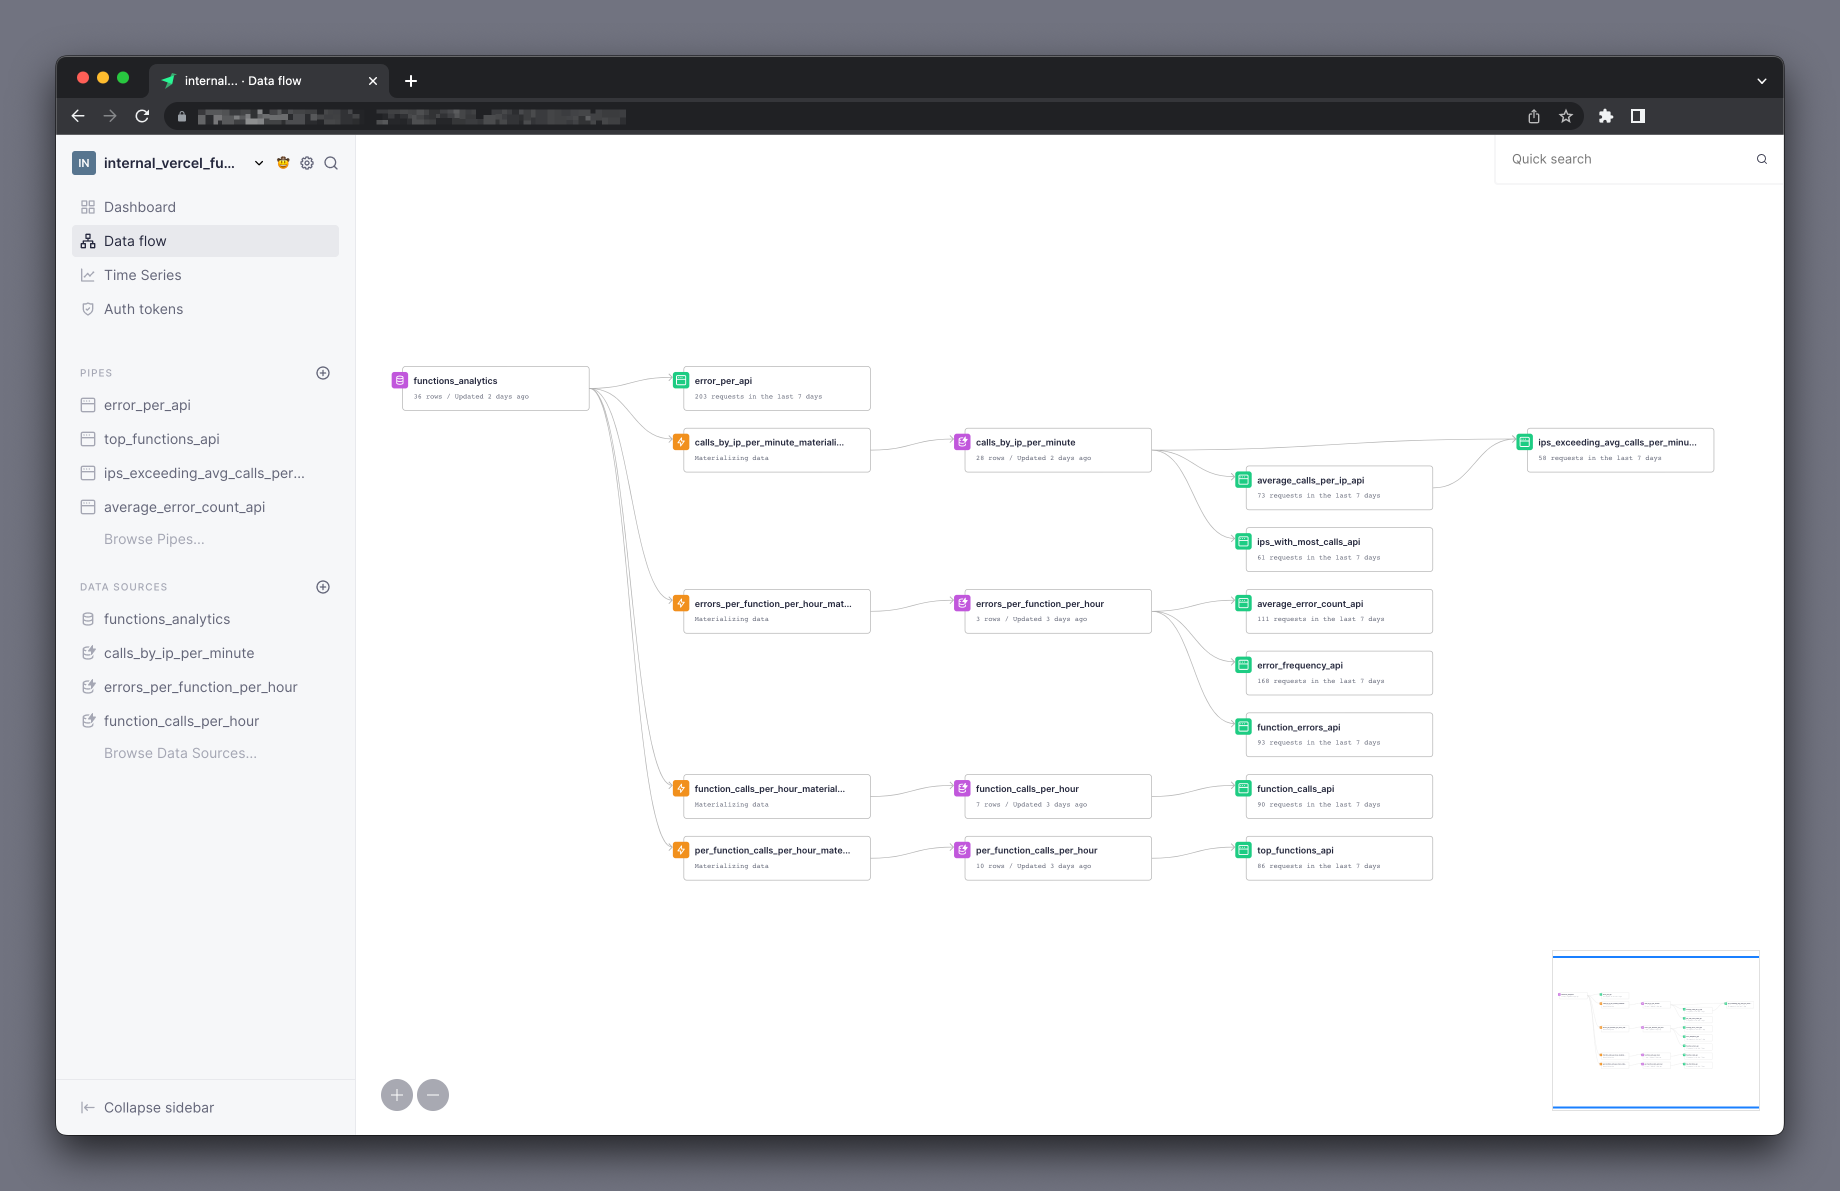 internal... · Data flow
IN internal_vercel_fu...
Quick search
Dashboard
Data flow
Time Series
Auth tokens
PIPES
error_per_api
top_functions_api
ips_exceeding_avg_calls_per...
average_error_count_api
Browse Pipes...
DATA SOURCES
functions_analytics
calls_by_ip_per_minute
errors_per_function_per_hour
function_calls_per_hour
Browse Data Sources...
Collapse sidebar
functions_analytics
36 rows / Updated 2 days ago
error_per_api
203 requests in the last 7 days
calls_by_ip_per_minute_materiali...
Materializing data
calls_by_ip_per_minute
28 rows / Updated 2 days ago
ips_exceeding_avg_calls_per_minu...
58 requests in the last 7 days
average_calls_per_ip_api
73 requests in the last 7 days
ips_with_most_calls_api
61 requests in the last 7 days
errors_per_function_per_hour_mat...
Materializing data
errors_per_function_per_hour
3 rows / Updated 3 days ago
average_error_count_api
111 requests in the last 7 days
error_frequency_api
168 requests in the last 7 days
function_errors_api
93 requests in the last 7 days
function_calls_per_hour_material...
Materializing data
function_calls_per_hour
7 rows / Updated 3 days ago
function_calls_api
90 requests in the last 7 days
per_function_calls_per_hour_mate...
Materializing data
per_function_calls_per_hour
10 rows / Updated 3 days ago
top_functions_api
86 requests in the last 7 days